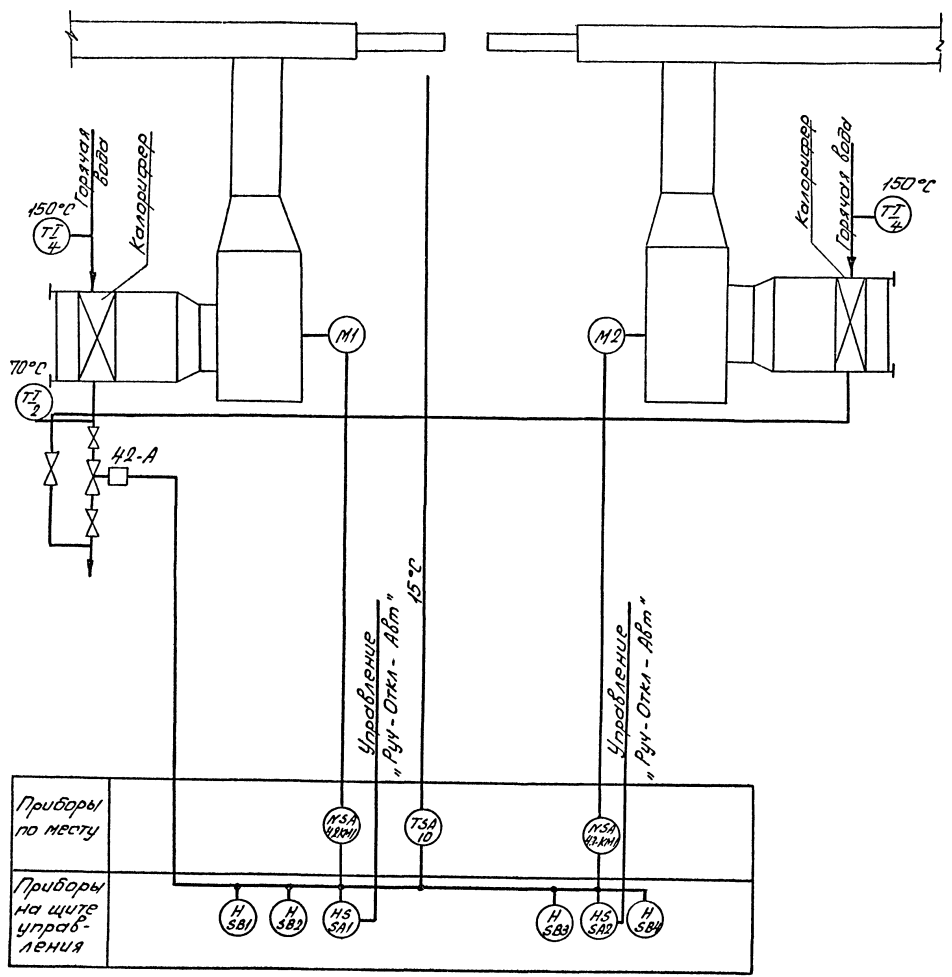 Горячая
вода
Калорифер
150°С
TI
4
Калорифер
Горячая вода
150°С
TI
4
М1
М2
70°С
TI
2
42-А
15°С
Управление
„Руч-Откл-Авт"
Управление
„Руч-Откл-Авт"
Приборы
по месту
NSA
TSA
10
NSA
Приборы
на щите
управ-
ления
H
SB1
H
SB2
HS
SA1
H
SB3
HS
SA2
H
SB4